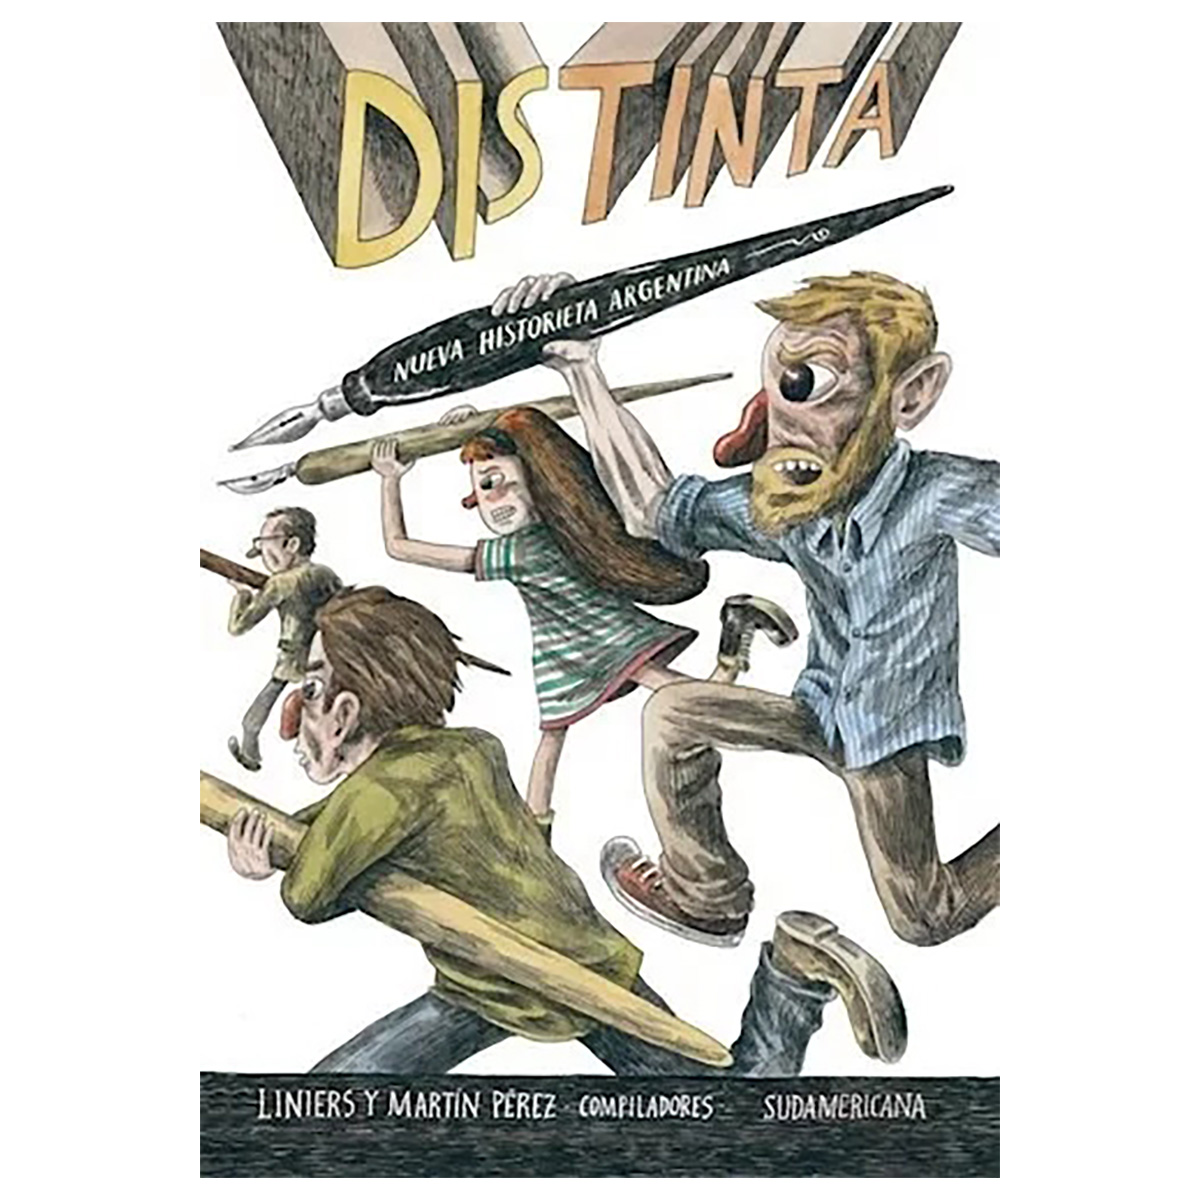 DISTINTA
NUEVA HISTORIETA ARGENTINA
LINIERS Y MARTÍN PÉREZ · COMPILADORES · SUDAMERICANA